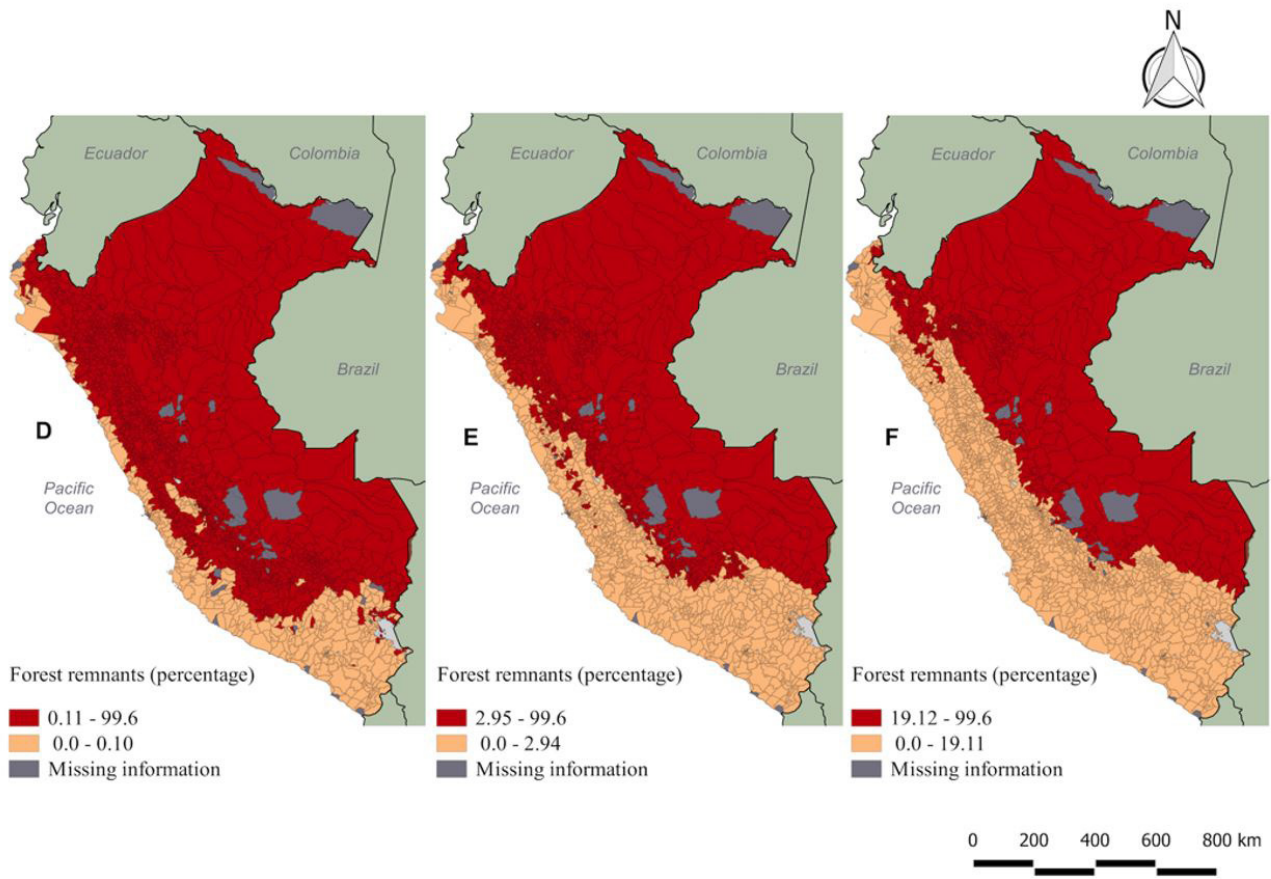 N
Ecuador
Colombia
Brazil
D
Pacific
Ocean
Forest remnants (percentage)
0.11 - 99.6
0.0 - 0.10
Missing information
Ecuador
Colombia
Brazil
E
Pacific
Ocean
Forest remnants (percentage)
2.95 - 99.6
0.0 - 2.94
Missing information
Ecuador
Colombia
Brazil
F
Pacific
Ocean
Forest remnants (percentage)
19.12 - 99.6
0.0 - 19.11
Missing information
0 200 400 600 800 km